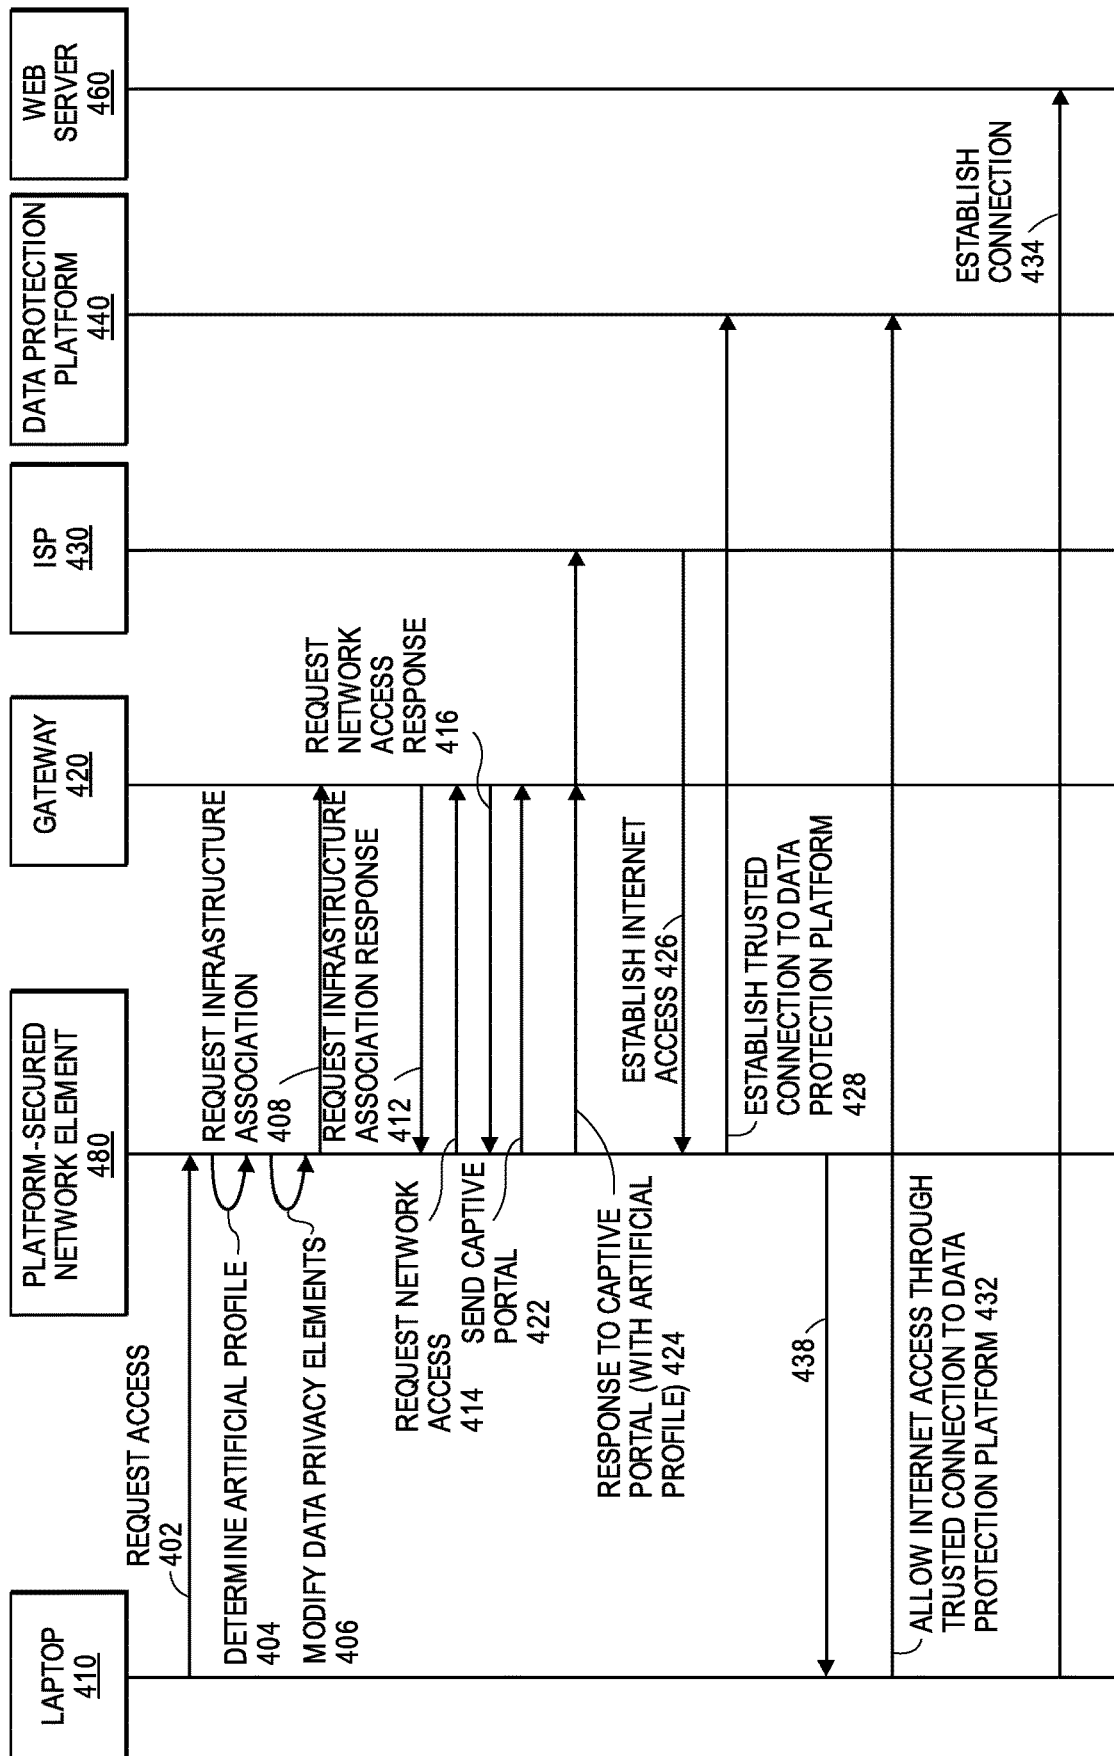 LAPTOP
410
PLATFORM-SECURED
NETWORK ELEMENT
480
GATEWAY
420
ISP
430
DATA PROTECTION
PLATFORM
440
WEB
SERVER
460
REQUEST ACCESS
402
DETERMINE ARTIFICIAL PROFILE
404
MODIFY DATA PRIVACY ELEMENTS
406
REQUEST INFRASTRUCTURE
ASSOCIATION
408
REQUEST INFRASTRUCTURE
ASSOCIATION RESPONSE
412
REQUEST NETWORK
ACCESS
414
REQUEST
NETWORK
ACCESS
RESPONSE
416
SEND CAPTIVE
PORTAL
422
RESPONSE TO CAPTIVE
PORTAL (WITH ARTIFICIAL
PROFILE) 424
ESTABLISH INTERNET
ACCESS 426
ESTABLISH TRUSTED
CONNECTION TO DATA
PROTECTION PLATFORM
428
438
ALLOW INTERNET ACCESS THROUGH
TRUSTED CONNECTION TO DATA
PROTECTION PLATFORM 432
ESTABLISH
CONNECTION
434